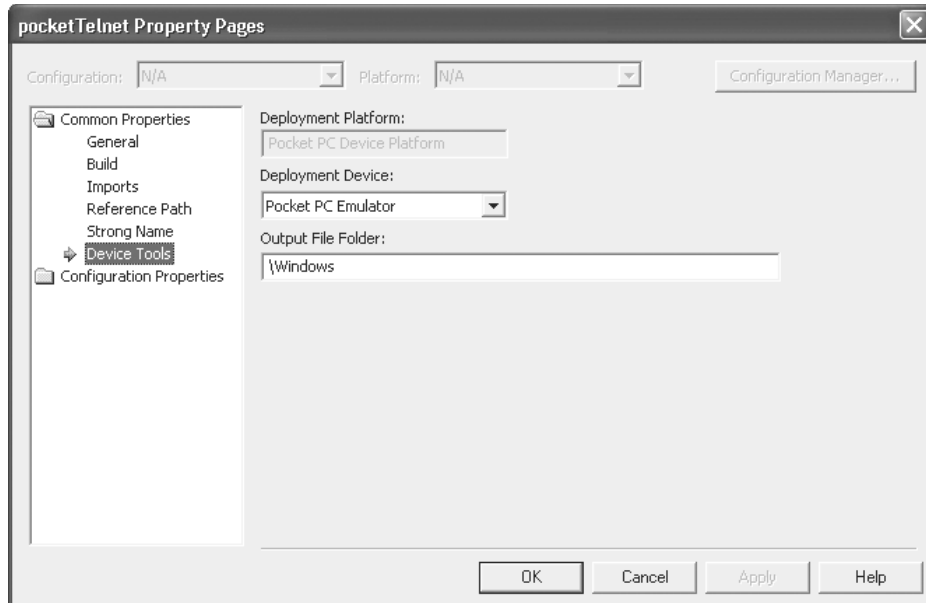 pocketTelnet Property Pages
Configuration: N/A Platform: N/A Configuration Manager...
Common Properties
General
Build
Imports
Reference Path
Strong Name
Device Tools
Configuration Properties
Deployment Platform:
Pocket PC Device Platform
Deployment Device:
Pocket PC Emulator
Output File Folder:
\Windows
OK Cancel Apply Help